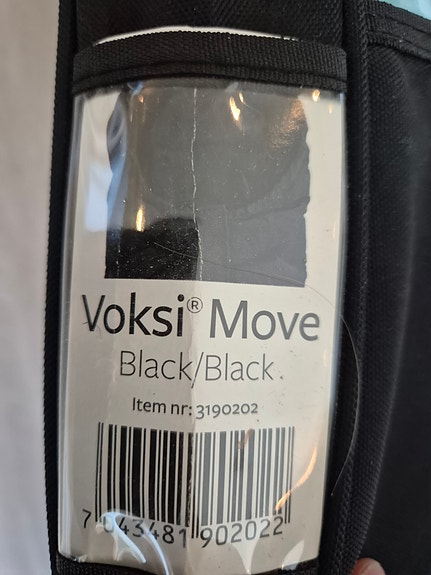 Voksi® Move
Black/Black
Item nr: 3190202
7 043481 902022